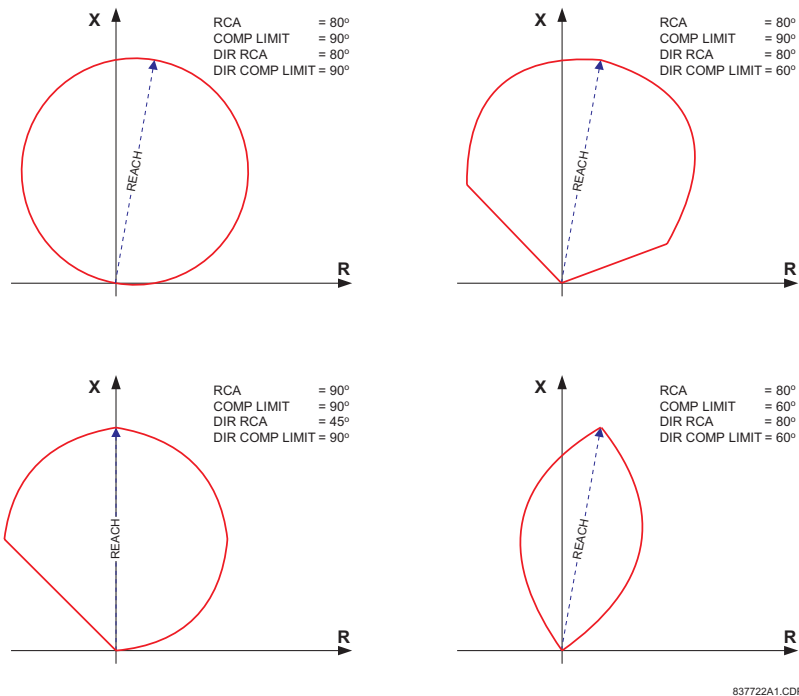 X
RCA = 80º
COMP LIMIT = 90º
DIR RCA = 80º
DIR COMP LIMIT = 90º
REACH
R
X
RCA = 80º
COMP LIMIT = 90º
DIR RCA = 80º
DIR COMP LIMIT = 60º
REACH
R
X
RCA = 90º
COMP LIMIT = 90º
DIR RCA = 45º
DIR COMP LIMIT = 90º
REACH
R
X
RCA = 80º
COMP LIMIT = 60º
DIR RCA = 80º
DIR COMP LIMIT = 60º
REACH
R
837722A1.CDR